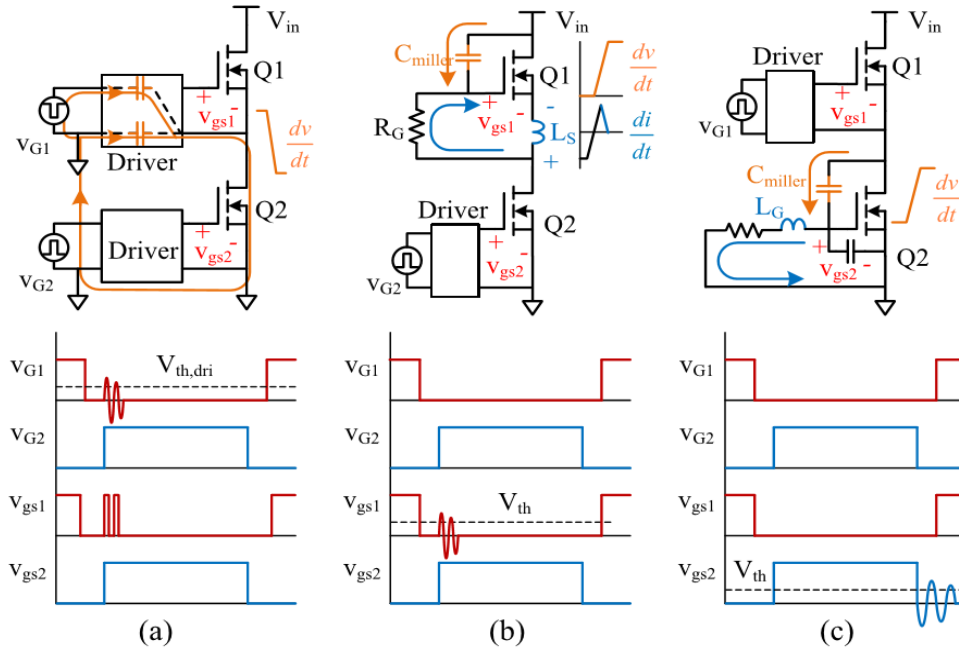 V_in
Q1
+ v_gs1 -
v_G1
Driver
dv/dt
Q2
Driver
+ v_gs2 -
v_G2
V_in
C_miller
Q1
dv/dt
+ v_gs1 -
R_G
- L_S +
di/dt
Driver
Q2
+ v_gs2 -
v_G2
V_in
Driver
Q1
+ v_gs1 -
v_G1
C_miller
dv/dt
L_G
+ v_gs2 -
Q2
v_G1
V_th,dri
v_G2
v_gs1
v_gs2
(a)
v_G1
v_G2
v_gs1
V_th
v_gs2
(b)
v_G1
v_G2
v_gs1
v_gs2
V_th
(c)